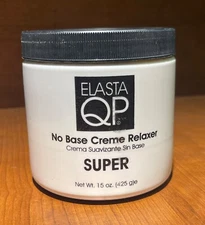 ELASTA
QP
No Base Creme Relaxer
Crema Suavizante Sin Base
SUPER
Net Wt. 15 oz. (425 g)e